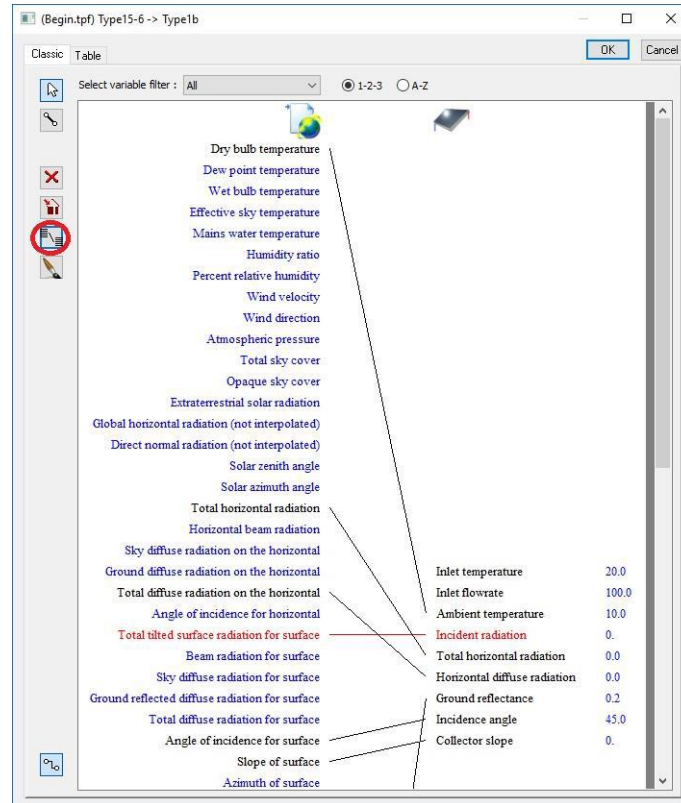 (Begin.tpf) Type15-6 -> Type1b
Classic Table
OK Cancel
Select variable filter : All 1-2-3 A-Z
Dry bulb temperature
Dew point temperature
Wet bulb temperature
Effective sky temperature
Mains water temperature
Humidity ratio
Percent relative humidity
Wind velocity
Wind direction
Atmospheric pressure
Total sky cover
Opaque sky cover
Extraterrestrial solar radiation
Global horizontal radiation (not interpolated)
Direct normal radiation (not interpolated)
Solar zenith angle
Solar azimuth angle
Total horizontal radiation
Horizontal beam radiation
Sky diffuse radiation on the horizontal
Ground diffuse radiation on the horizontal Inlet temperature 20.0
Total diffuse radiation on the horizontal Inlet flowrate 100.0
Angle of incidence for horizontal Ambient temperature 10.0
Total tilted surface radiation for surface Incident radiation 0.
Beam radiation for surface Total horizontal radiation 0.0
Sky diffuse radiation for surface Horizontal diffuse radiation 0.0
Ground reflected diffuse radiation for surface Ground reflectance 0.2
Total diffuse radiation for surface Incidence angle 45.0
Angle of incidence for surface Collector slope 0.
Slope of surface
Azimuth of surface